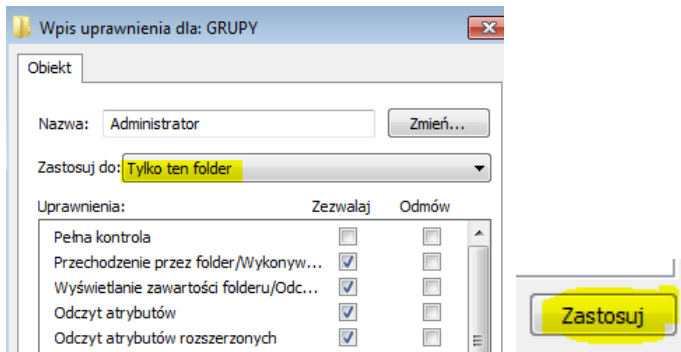 Wpis uprawnienia dla: GRUPY
Obiekt
Nazwa: Administrator Zmień...
Zastosuj do: Tylko ten folder
Uprawnienia: Zezwalaj Odmów
Pełna kontrola
Przechodzenie przez folder/Wykonyw...
Wyświetlanie zawartości folderu/Odc...
Odczyt atrybutów
Odczyt atrybutów rozszerzonych
Zastosuj